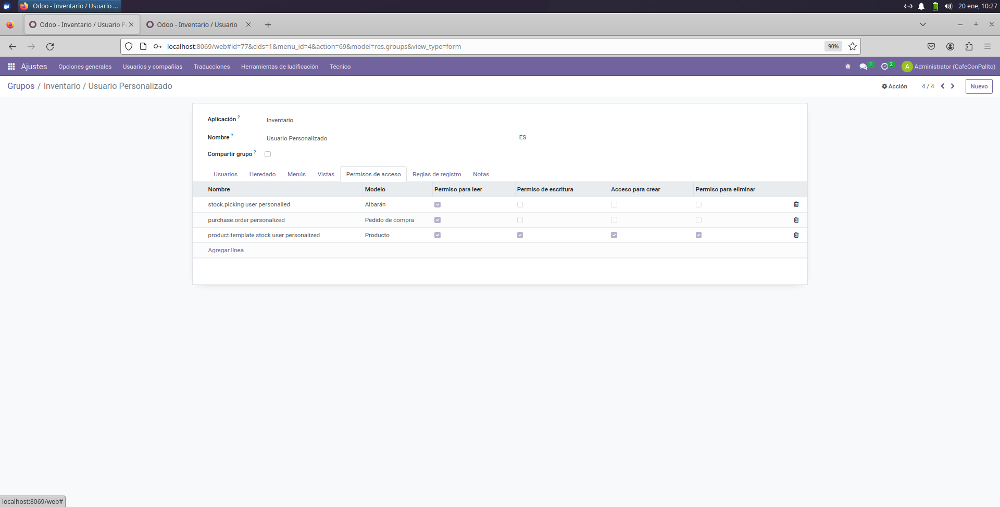 Odoo - Inventario / Usuario ...
20 ene, 10:27
Odoo - Inventario / Usuario P
Odoo - Inventario / Usuario
localhost:8069/web#id=77&cids=1&menu_id=4&action=69&model=res.groups&view_type=form
90%
Ajustes
Opciones generales
Usuarios y compañías
Traducciones
Herramientas de ludificación
Técnico
1
2
A
Administrator (CafeConPalito)
Grupos / Inventario / Usuario Personalizado
Acción
4 / 4
Nuevo
Aplicación ?
Inventario
Nombre ?
Usuario Personalizado
ES
Compartir grupo ?
Usuarios
Heredado
Menús
Vistas
Permisos de acceso
Reglas de registro
Notas
Nombre
Modelo
Permiso para leer
Permiso de escritura
Acceso para crear
Permiso para eliminar
stock.picking user personalied
Albarán
purchase.order personalized
Pedido de compra
product.template stock user personalized
Producto
Agregar línea
localhost:8069/web#